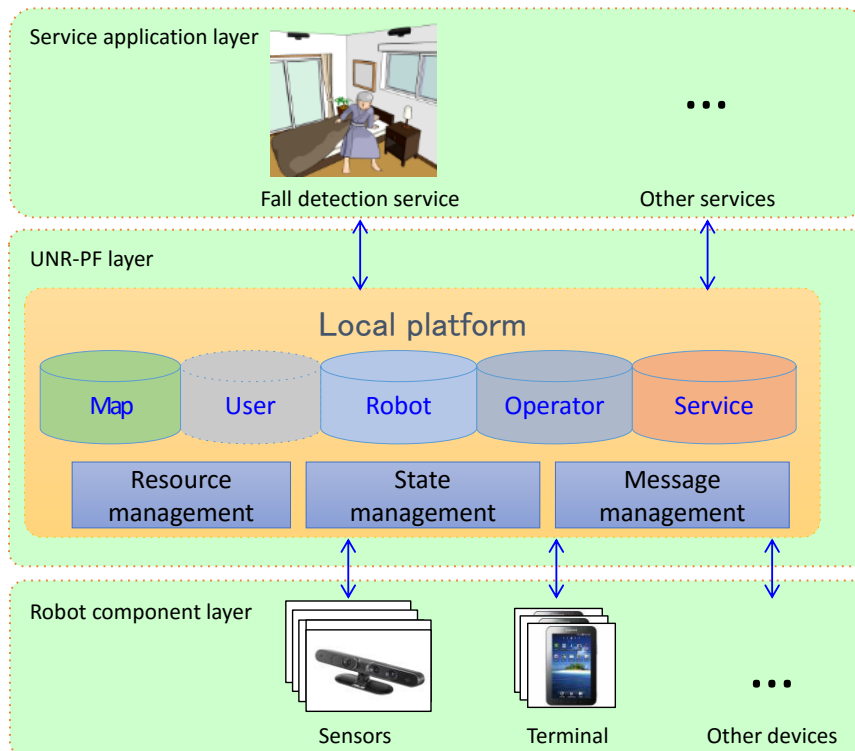 Service application layer
...
Fall detection service
Other services
UNR-PF layer
Local platform
Map
User
Robot
Operator
Service
Resource
management
State
management
Message
management
Robot component layer
...
Sensors
Terminal
Other devices